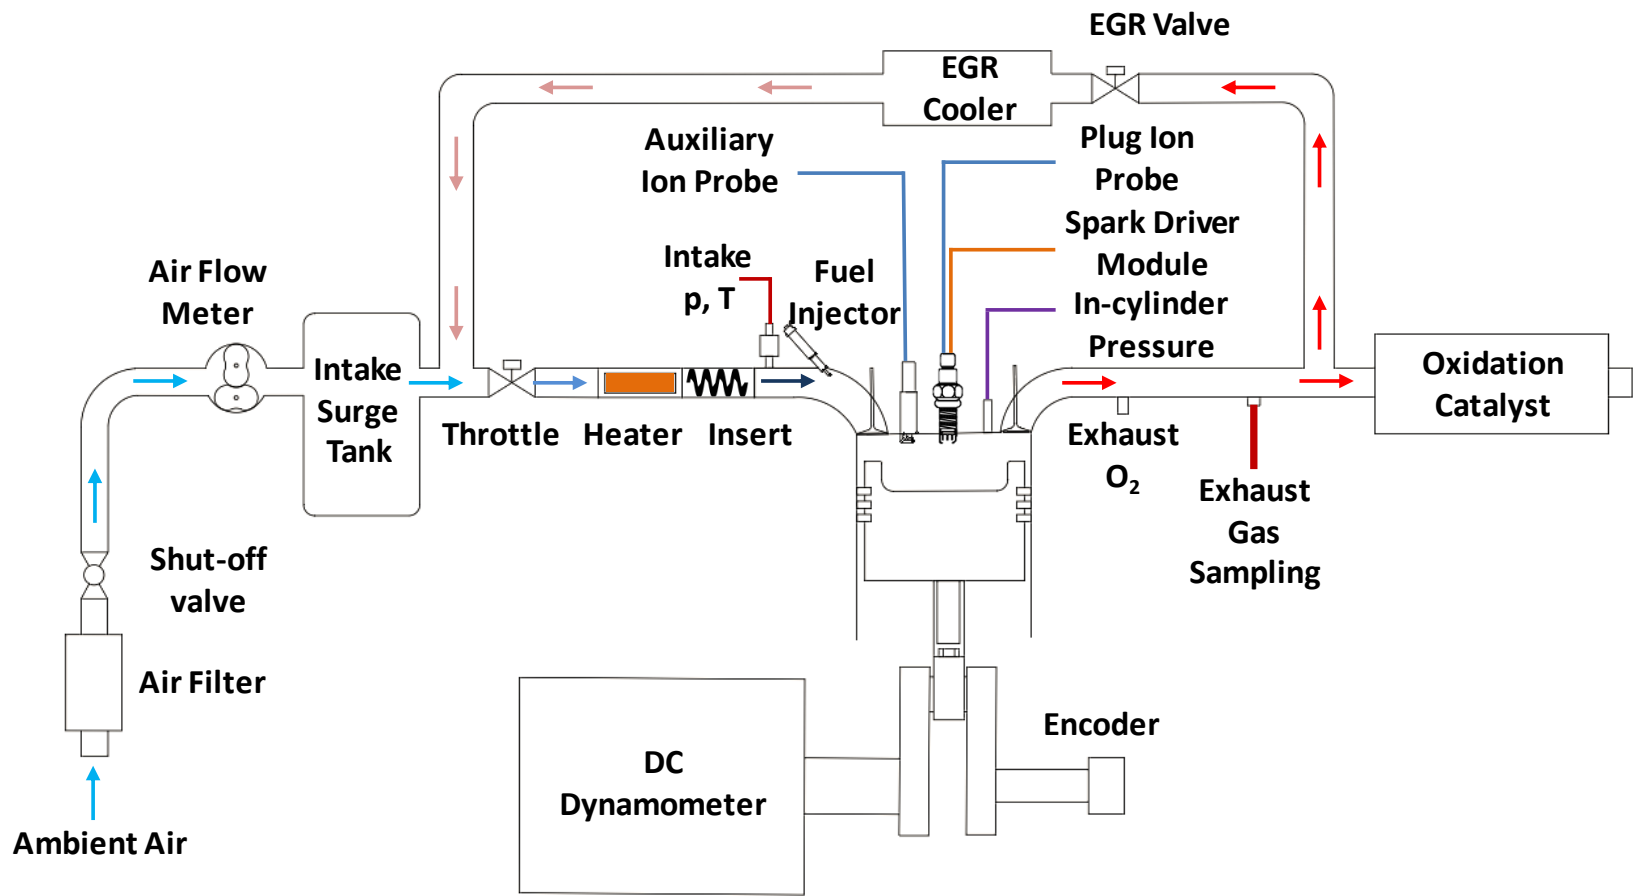 EGR Valve
EGR
Cooler
Auxiliary
Ion Probe
Plug Ion
Probe
Spark Driver
Module
In-cylinder
Pressure
Intake
p, T
Fuel
Injector
Air Flow
Meter
Intake
Surge
Tank
Throttle
Heater
Insert
Exhaust
O₂
Exhaust
Gas
Sampling
Oxidation
Catalyst
Shut-off
valve
Air Filter
Ambient Air
DC
Dynamometer
Encoder